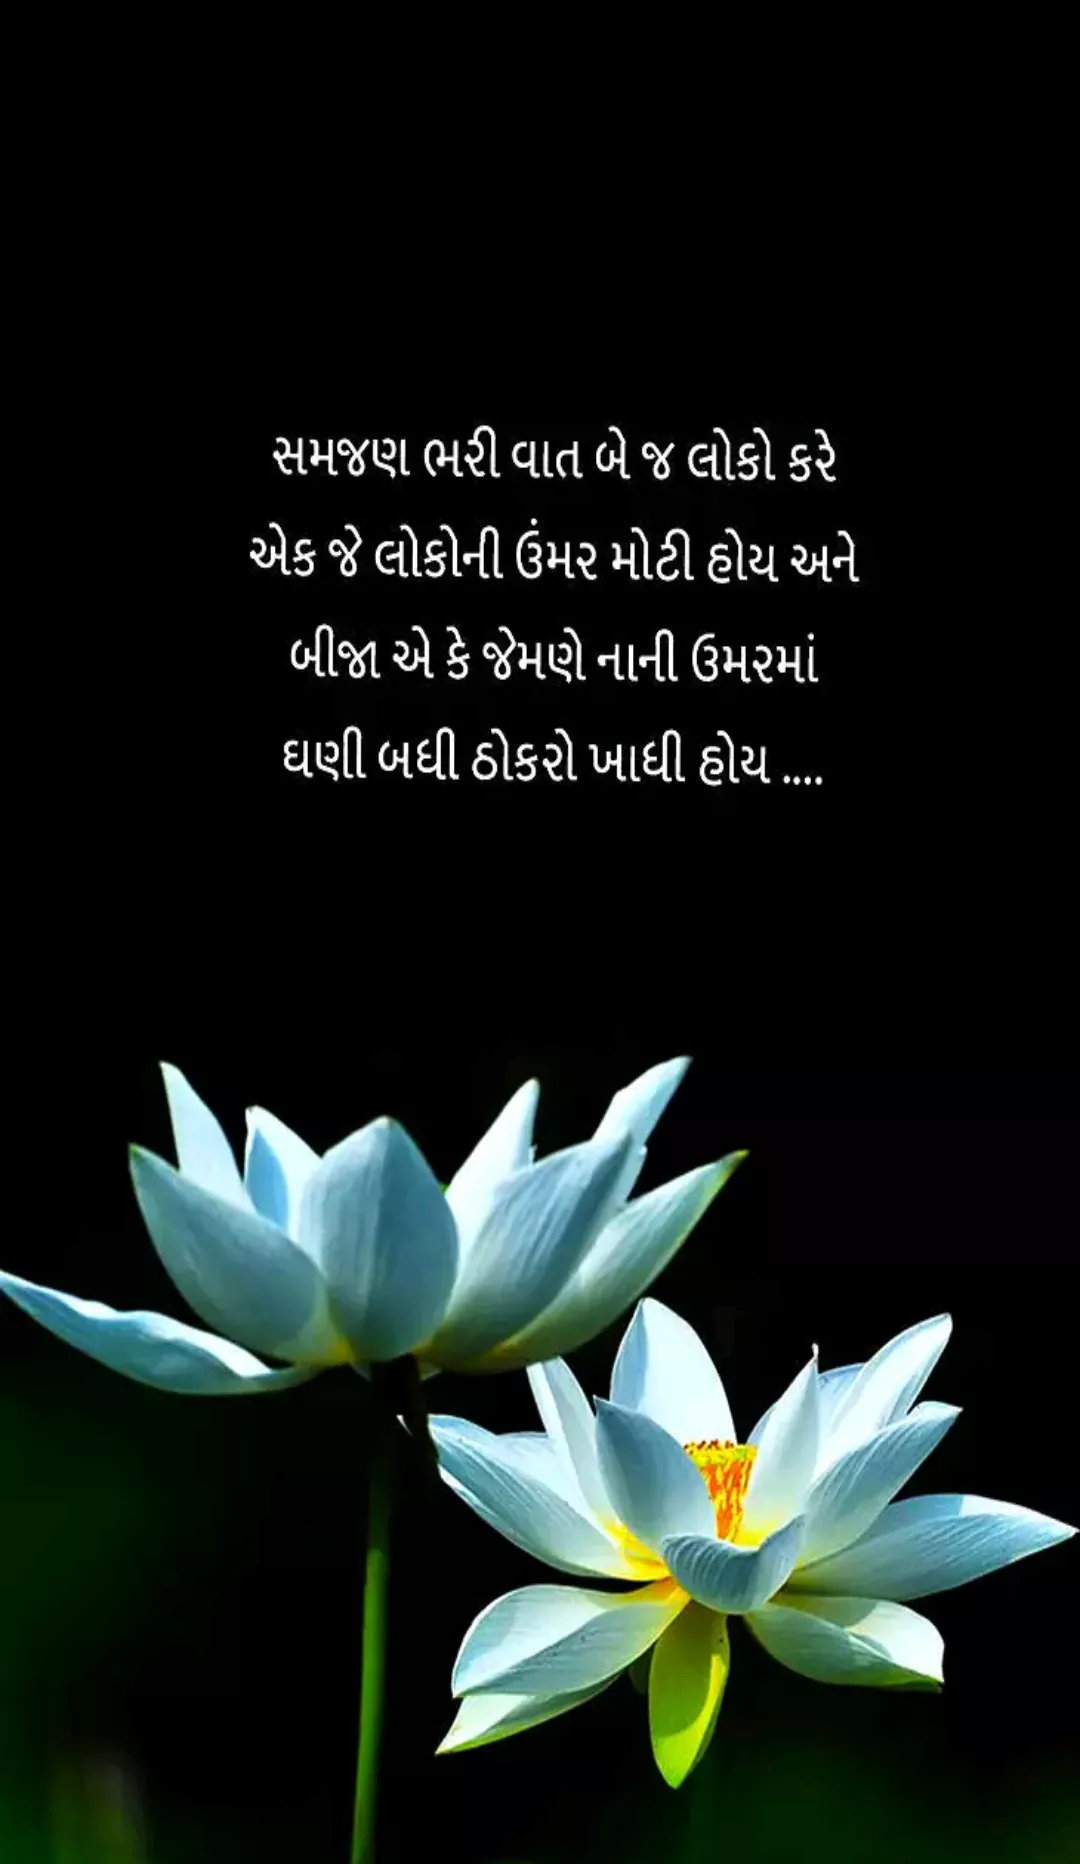 સમજણ ભરી વાત બે જ લોકો કરે
એક જે લોકોની ઉંમર મોટી હોય અને
બીજા એ કે જેમણે નાની ઉમરમાં
ઘણી બધી ઠોકરો ખાધી હોય ....